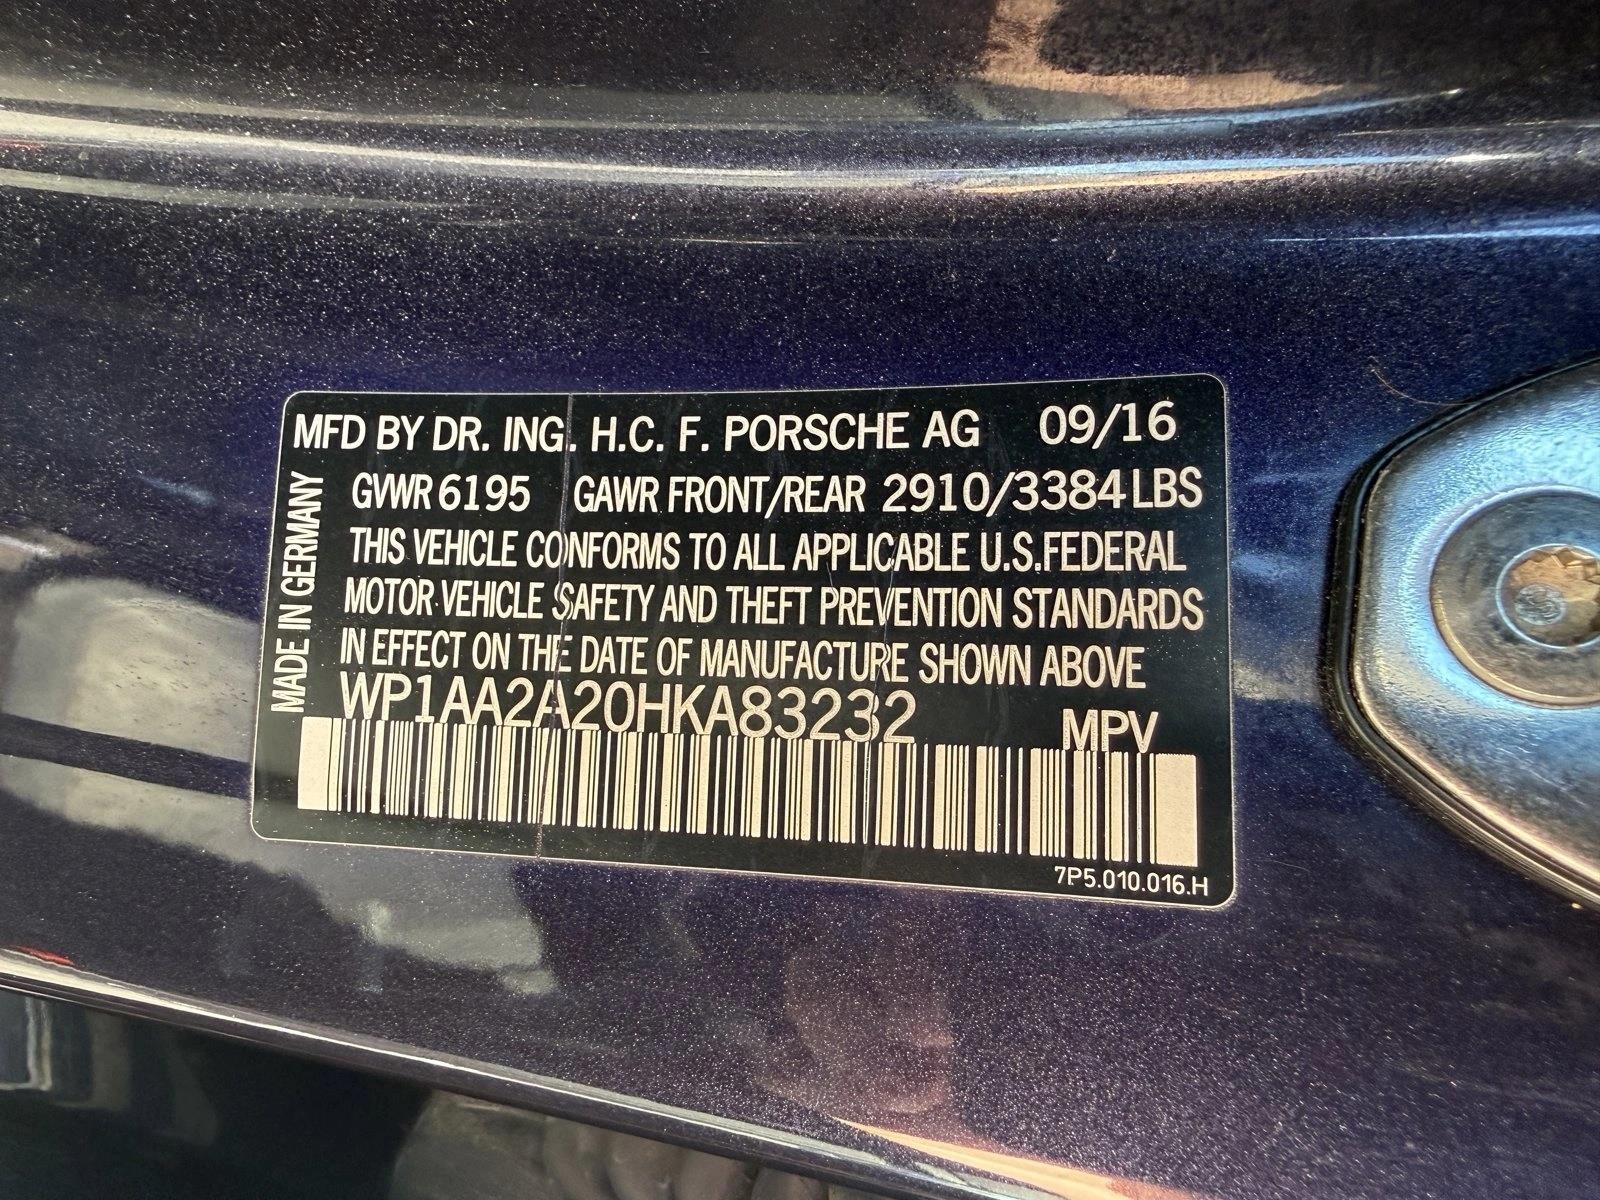 MFD BY DR. ING. H.C. F. PORSCHE AG 09/16
GVWR 6195 GAWR FRONT/REAR 2910/3384LBS
THIS VEHICLE CONFORMS TO ALL APPLICABLE U.S.FEDERAL
MOTOR VEHICLE SAFETY AND THEFT PREVENTION STANDARDS
IN EFFECT ON THE DATE OF MANUFACTURE SHOWN ABOVE
WP1AA2A20HKA83232 MPV
MADE IN GERMANY
7P5.010.016.H